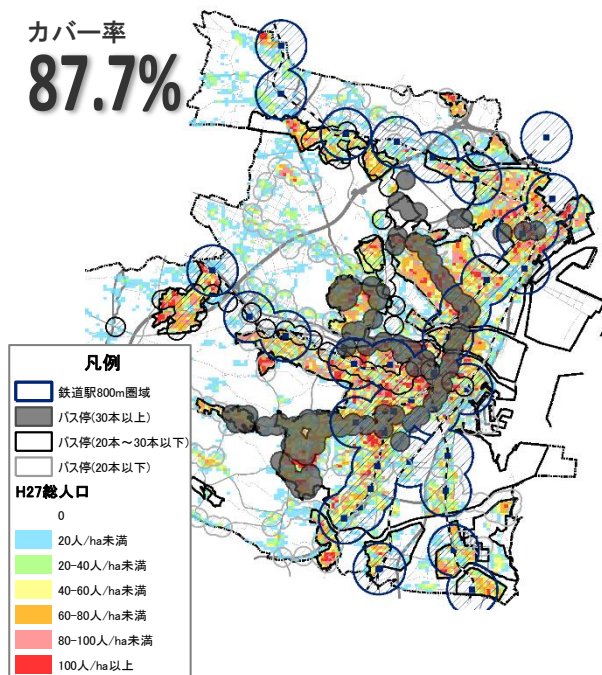 カバー率
87.7%
凡例
鉄道駅800m圏域
バス停(30本以上)
バス停(20本～30本以下)
バス停(20本以下)
H27総人口
0
20人/ha未満
20-40人/ha未満
40-60人/ha未満
60-80人/ha未満
80-100人/ha未満
100人/ha以上